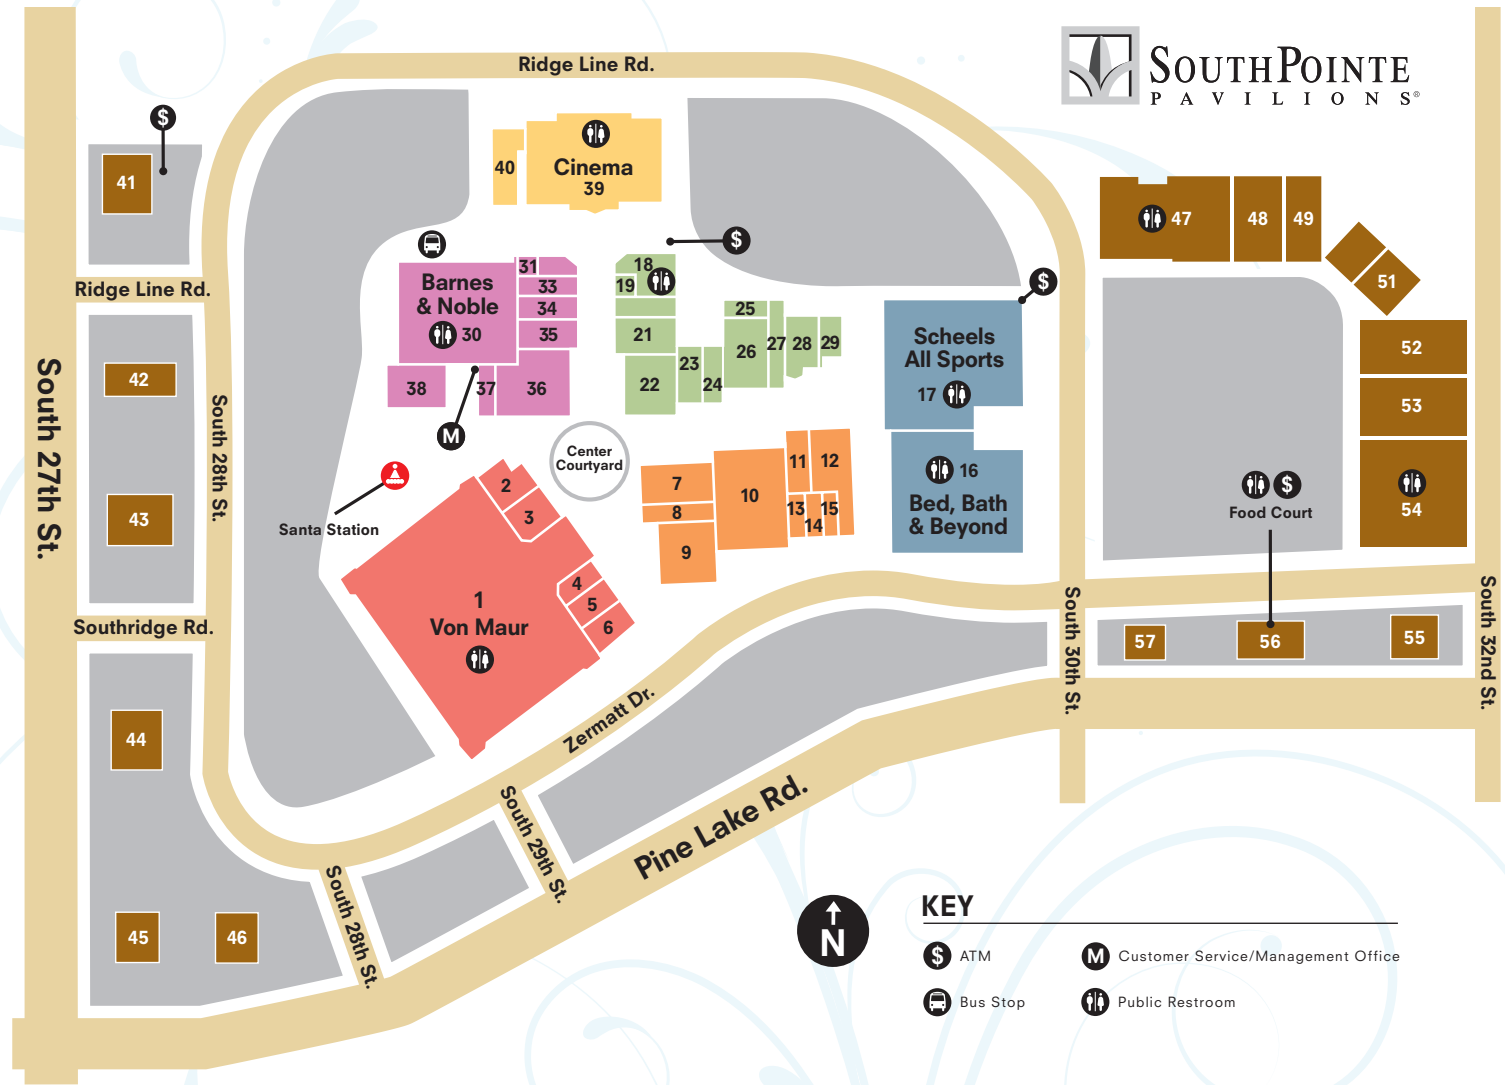 Ridge Line Rd.
SOUTHPOINTE
PAVILIONS®
$
41
40
Cinema
39
47
48
49
$
Ridge Line Rd.
Barnes
& Noble
30
31
33
34
35
38
37
36
18
19
21
22
23
24
25
26
27
28
29
$
Scheels
All Sports
17
51
52
53
54
South 27th St.
42
South 28th St.
43
M
Center
Courtyard
Santa Station
2
3
1
Von Maur
4
5
6
7
8
9
10
11
12
13
14
15
16
Bed, Bath
& Beyond
$
Food Court
Southridge Rd.
South 30th St.
57
56
55
South 32nd St.
44
Zermatt Dr.
South 29th St.
Pine Lake Rd.
South 28th St.
45
46
N
KEY
$ ATM
M Customer Service/Management Office
Bus Stop
Public Restroom